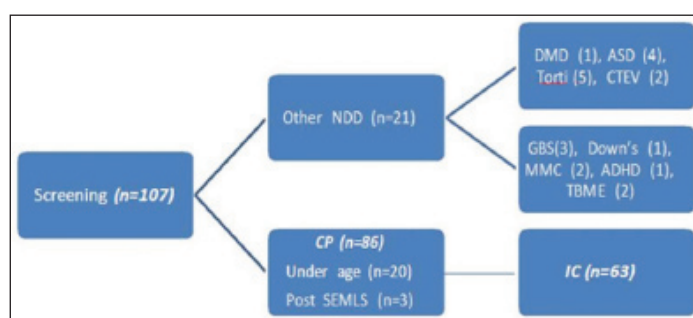 Screening (n=107)
Other NDD (n=21)
DMD (1), ASD (4),
Torti (5), CTEV (2)
GBS(3), Down's (1),
MMC (2), ADHD (1),
TBME (2)
CP (n=86)
Under age (n=20)
Post SEMLS (n=3)
IC (n=63)